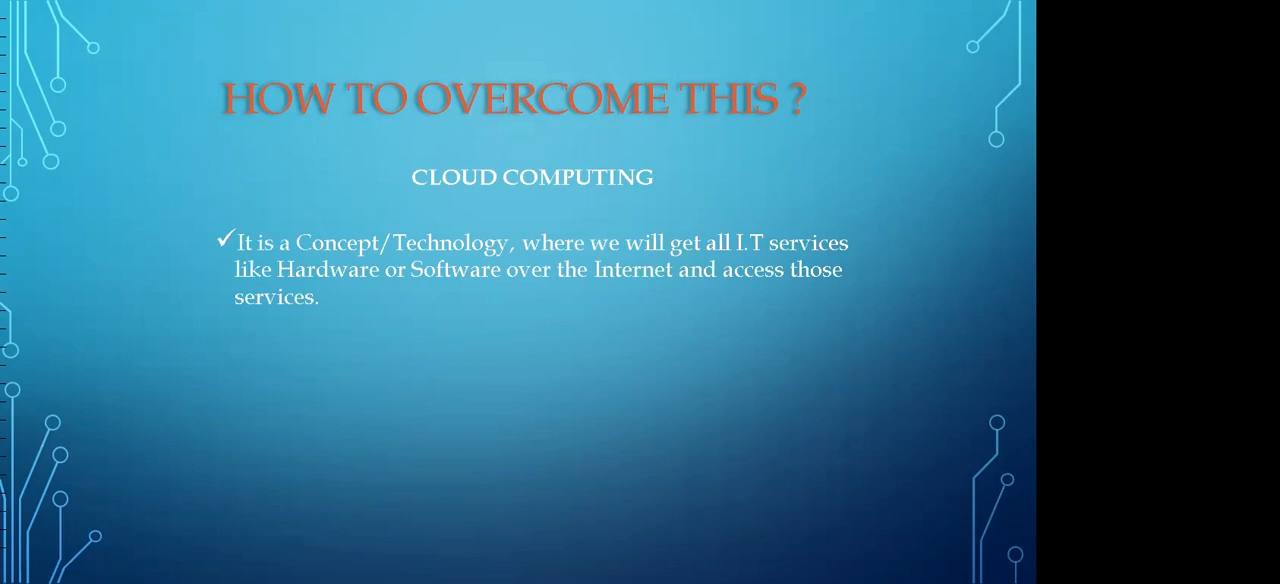 HOW TO OVERCOME THIS ?
CLOUD COMPUTING
✓It is a Concept/Technology, where we will get all I.T services
like Hardware or Software over the Internet and access those
services.